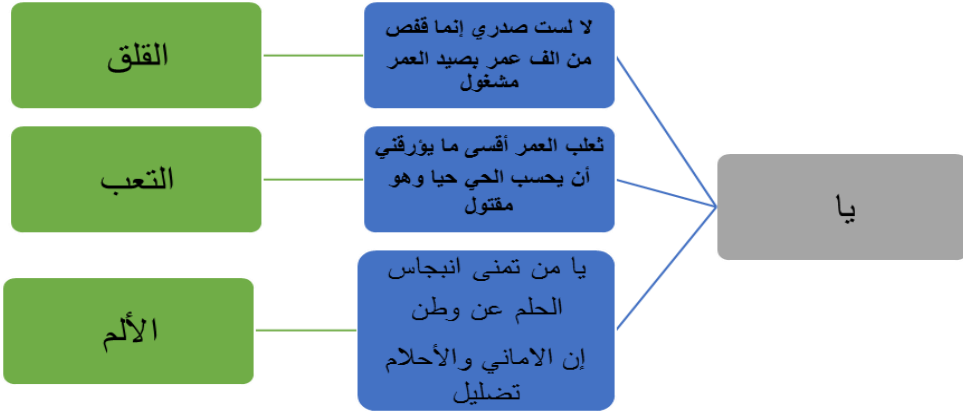 يا
لا لست صدري إنما قفص
من الف عمر بصيد العمر
مشغول
القلق
ثعلب العمر أقسى ما يؤرقني
أن يحسب الحي حيا وهو
مقتول
التعب
يا من تمنى انبجاس
الحلم عن وطن
إن الاماني والأحلام
تضليل
الألم